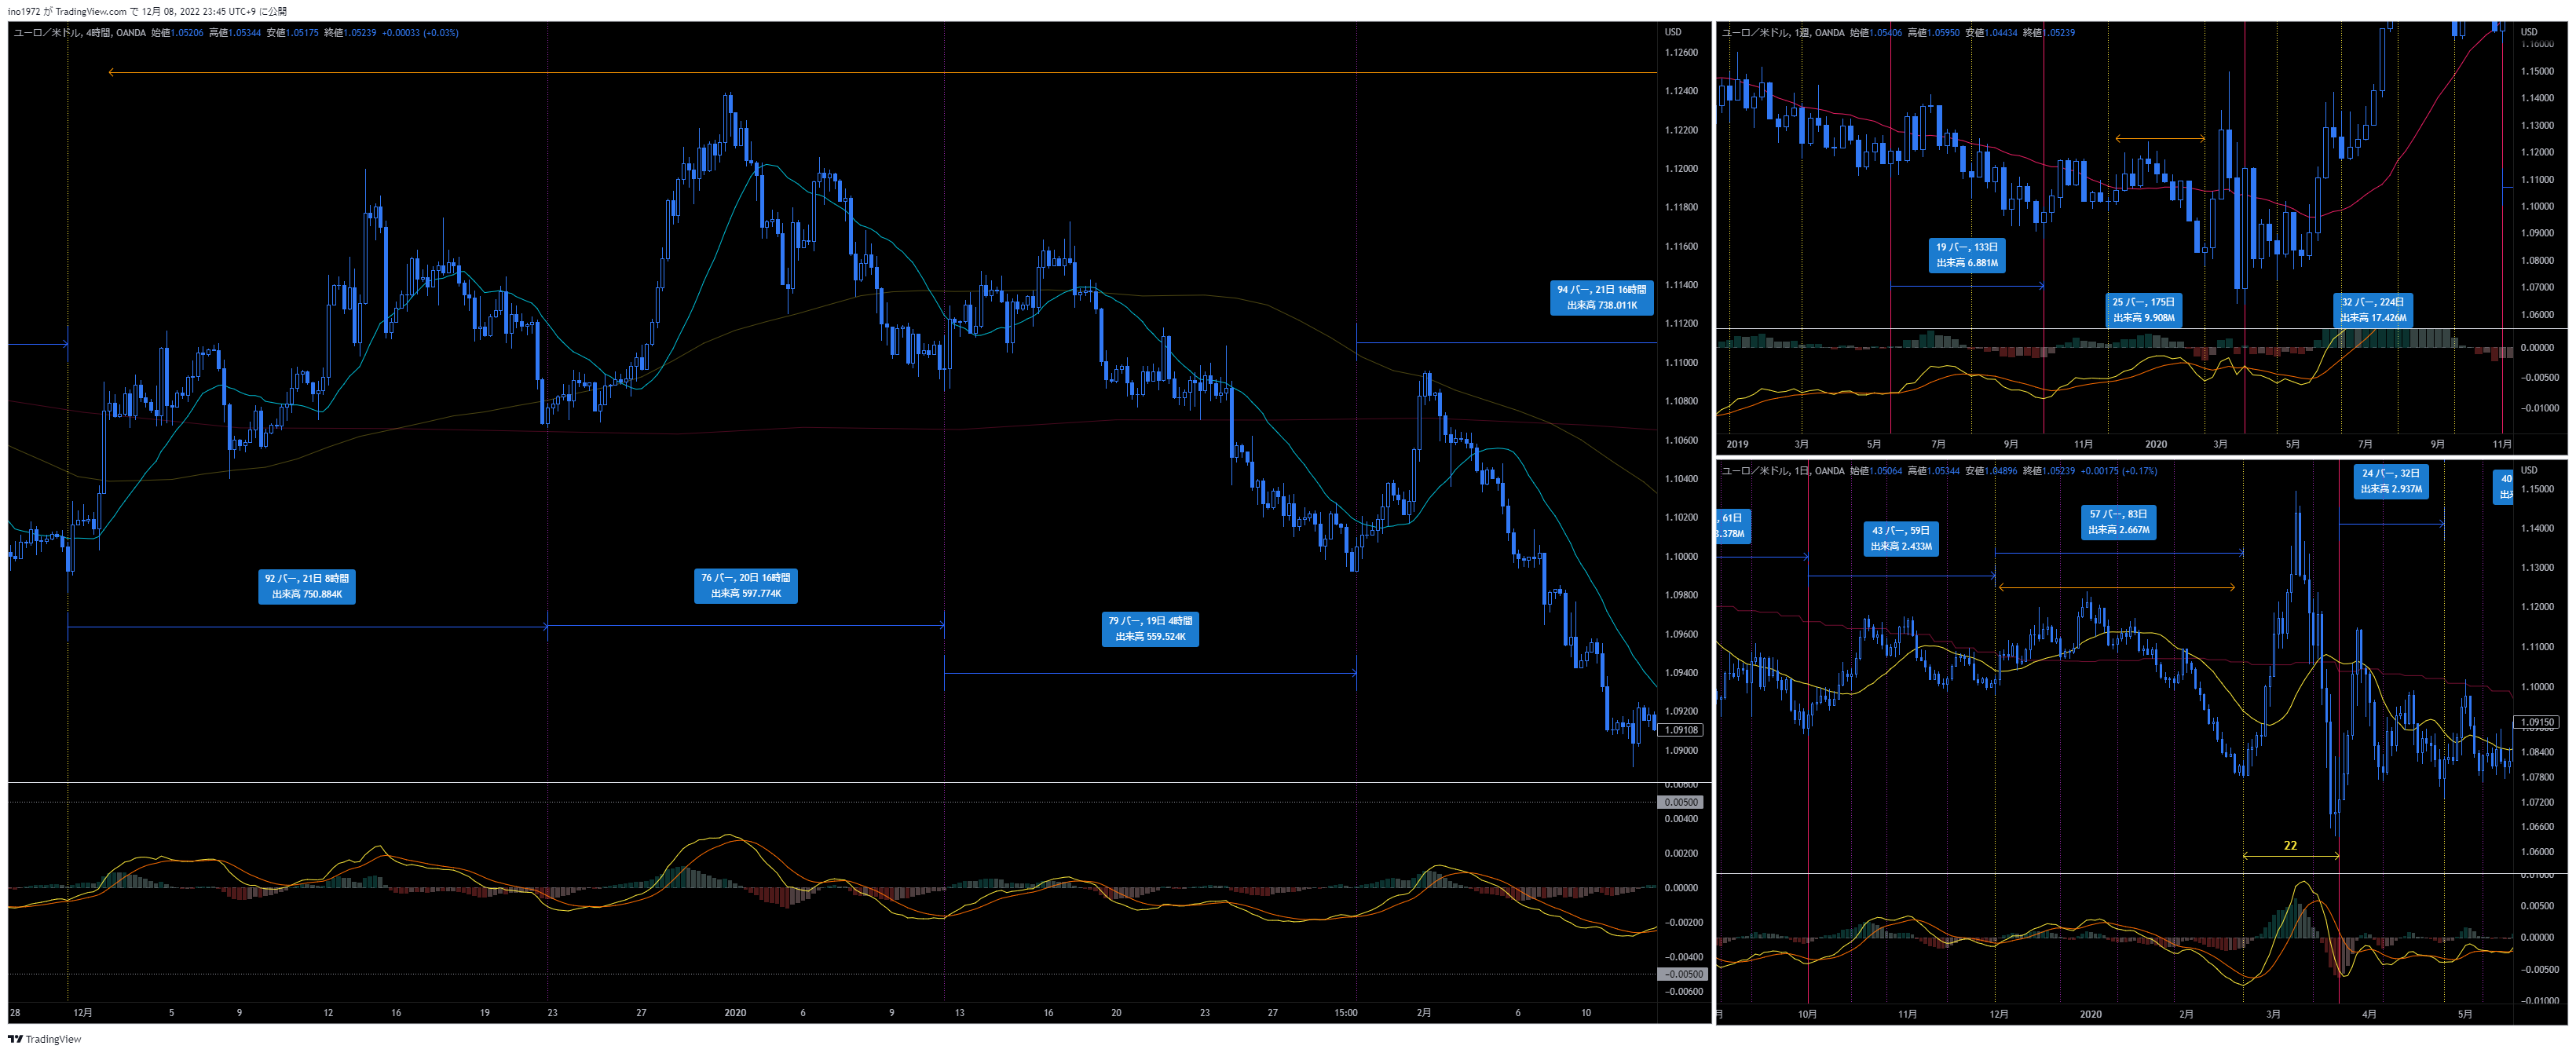 ino1972 が TradingView.com で 12月 08, 2022 23:45 UTC+9 に公開
ユーロ／米ドル, 4時間, OANDA 始値1.05206 高値1.05344 安値1.05175 終値1.05239 +0.00033 (+0.03%)
USD
1.12600
1.12400
1.12200
1.12000
1.11800
1.11600
1.11400
1.11200
1.11000
1.10800
1.10600
1.10400
1.10200
1.10000
1.09800
1.09600
1.09400
1.09200
1.09108
1.09000
94 バー, 21日 16時間
出来高 738.011K
92 バー, 21日 8時間
出来高 750.884K
76 バー, 20日 16時間
出来高 597.774K
79 バー, 19日 4時間
出来高 559.524K
0.00600
0.00500
0.00400
0.00200
0.00000
−0.00200
−0.00400
−0.00500
−0.00600
28 12月 5 9 12 16 19 23 27 2020 6 9 13 16 20 23 27 15:00 2月 6 10
ユーロ／米ドル, 1週, OANDA 始値1.05406 高値1.05950 安値1.04434 終値1.05239
USD
1.16000
1.15000
1.14000
1.13000
1.12000
1.11000
1.10000
1.09000
1.08000
1.07000
1.06000
19 バー, 133日
出来高 6.881M
25 バー, 175日
出来高 9.908M
32 バー, 224日
出来高 17.426M
0.00000
−0.00500
−0.01000
2019 3月 5月 7月 9月 11月 2020 3月 5月 7月 9月 11月
ユーロ／米ドル, 1日, OANDA 始値1.05064 高値1.05344 安値1.04896 終値1.05239 +0.00175 (+0.17%)
USD
1.15000
1.14000
1.13000
1.12000
1.11000
1.10000
1.09150
1.08400
1.07800
1.07200
1.06600
1.06000
, 61日
3.378M
43 バー, 59日
出来高 2.433M
57 バー, 83日
出来高 2.667M
24 バー, 32日
出来高 2.937M
40
22
0.01000
0.00500
0.00000
−0.00500
−0.01000
10月 11月 12月 2020 2月 3月 4月 5月
TradingView